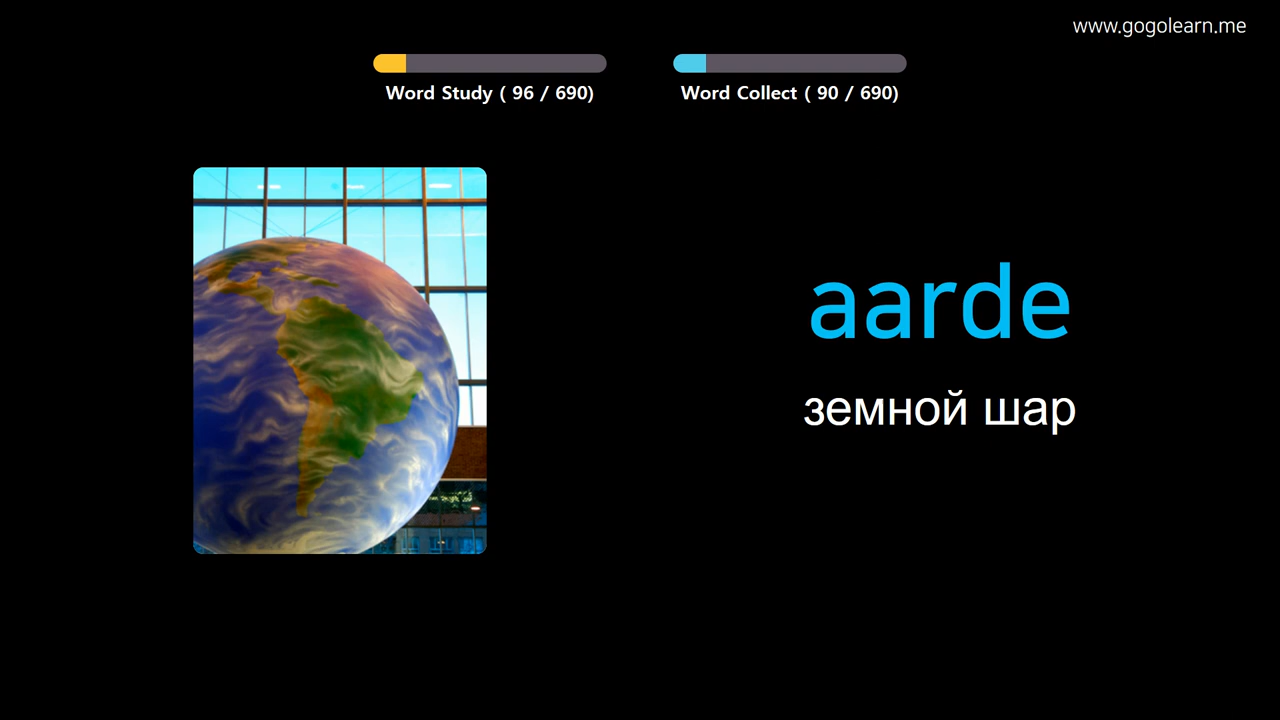 www.gogolearn.me
Word Study ( 96 / 690)
Word Collect ( 90 / 690)
aarde
земной шар